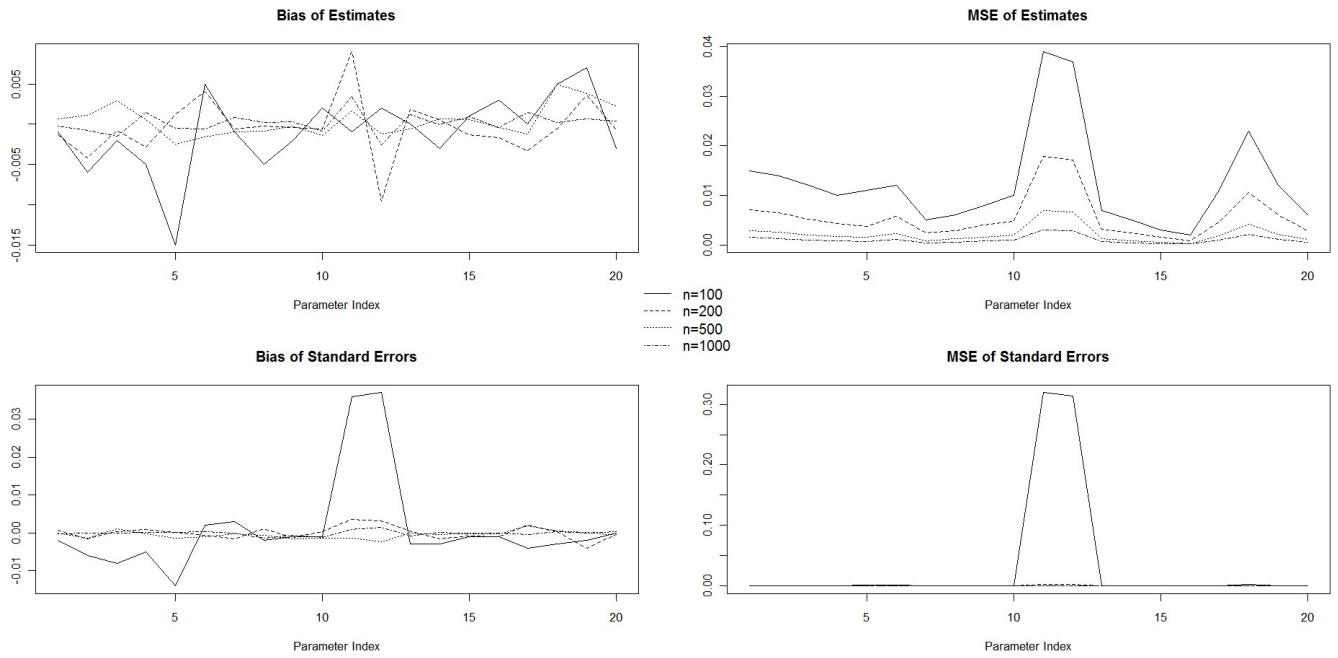 Bias of Estimates
0.005
-0.005
-0.015
5
10
15
20
Parameter Index
MSE of Estimates
0.04
0.03
0.02
0.01
0.00
5
10
15
20
Parameter Index
n=100
n=200
n=500
n=1000
Bias of Standard Errors
0.03
0.02
0.01
0.00
-0.01
5
10
15
20
Parameter Index
MSE of Standard Errors
0.30
0.20
0.10
0.00
5
10
15
20
Parameter Index